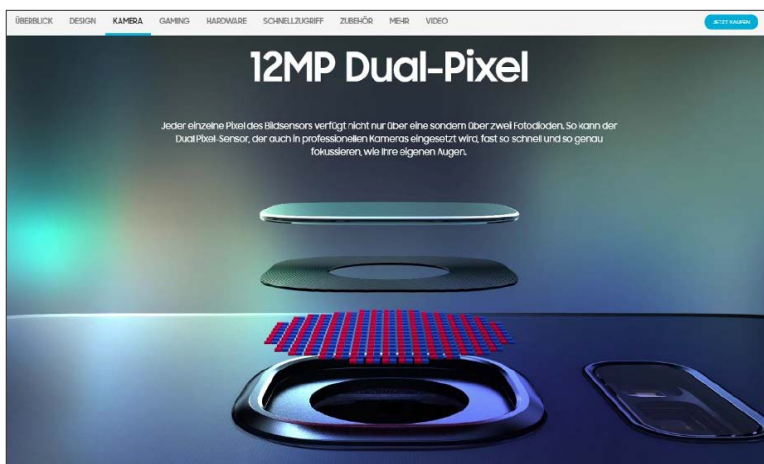 ÜBERBLICK DESIGN KAMERA GAMING HARDWARE SCHNELLZUGRIFF ZUBEHÖR MEHR VIDEO JETZT KAUFEN
12MP Dual-Pixel
Jeder einzelne Pixel des Bildsensors verfügt nicht nur über eine sondern über zwei Fotodioden. So kann der
Dual Pixel-Sensor, der auch in professionellen Kameras eingesetzt wird, fast so schnell und so genau
fokussieren, wie Ihre eigenen Augen.